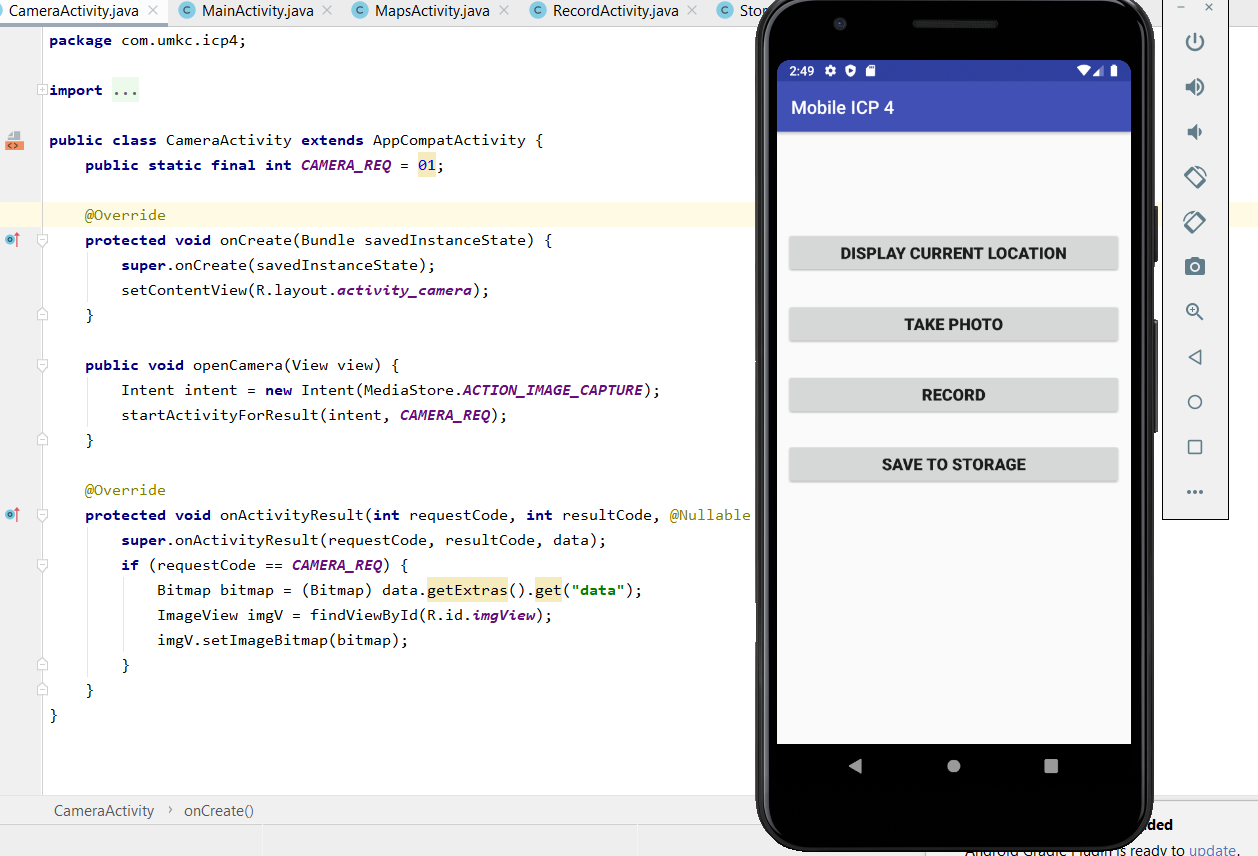 CameraActivity.java MainActivity.java MapsActivity.java RecordActivity.java
package com.umkc.icp4;
import ...
public class CameraActivity extends AppCompatActivity {
public static final int CAMERA_REQ = 01;
@Override
protected void onCreate(Bundle savedInstanceState) {
super.onCreate(savedInstanceState);
setContentView(R.layout.activity_camera);
}
public void openCamera(View view) {
Intent intent = new Intent(MediaStore.ACTION_IMAGE_CAPTURE);
startActivityForResult(intent, CAMERA_REQ);
}
@Override
protected void onActivityResult(int requestCode, int resultCode, @Nullable
super.onActivityResult(requestCode, resultCode, data);
if (requestCode == CAMERA_REQ) {
Bitmap bitmap = (Bitmap) data.getExtras().get("data");
ImageView imgV = findViewById(R.id.imgView);
imgV.setImageBitmap(bitmap);
}
}
}
CameraActivity › onCreate()
2:49
Mobile ICP 4
DISPLAY CURRENT LOCATION
TAKE PHOTO
RECORD
SAVE TO STORAGE
Android Gradle Plugin is ready to update.